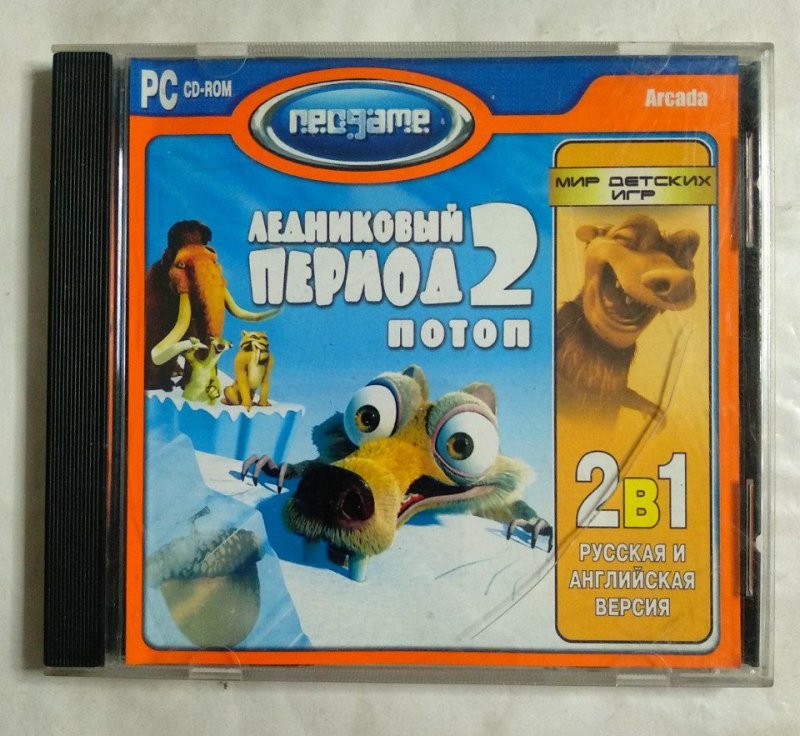 PC CD-ROM
neogame
Arcada
МИР ДЕТСКИХ
ИГР
ЛЕДНИКОВЫЙ
ПЕРИОД 2
ПОТОП
2в1
РУССКАЯ И
АНГЛИЙСКАЯ
ВЕРСИЯ